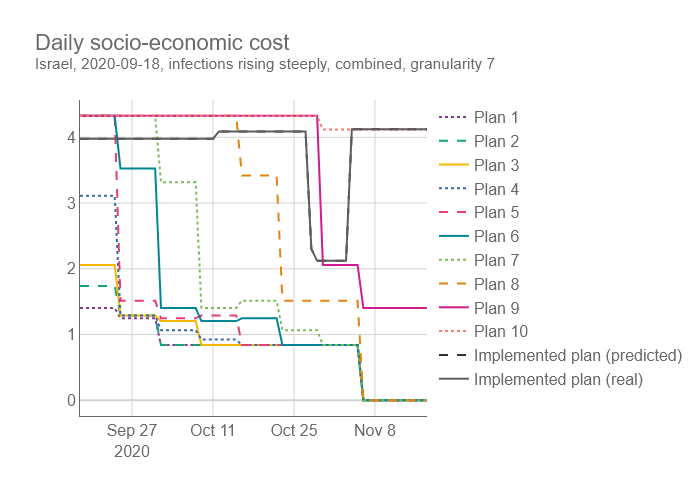 Daily socio-economic cost
Israel, 2020-09-18, infections rising steeply, combined, granularity 7
4
3
2
1
0
Sep 27
2020
Oct 11
Oct 25
Nov 8
Plan 1
Plan 2
Plan 3
Plan 4
Plan 5
Plan 6
Plan 7
Plan 8
Plan 9
Plan 10
Implemented plan (predicted)
Implemented plan (real)